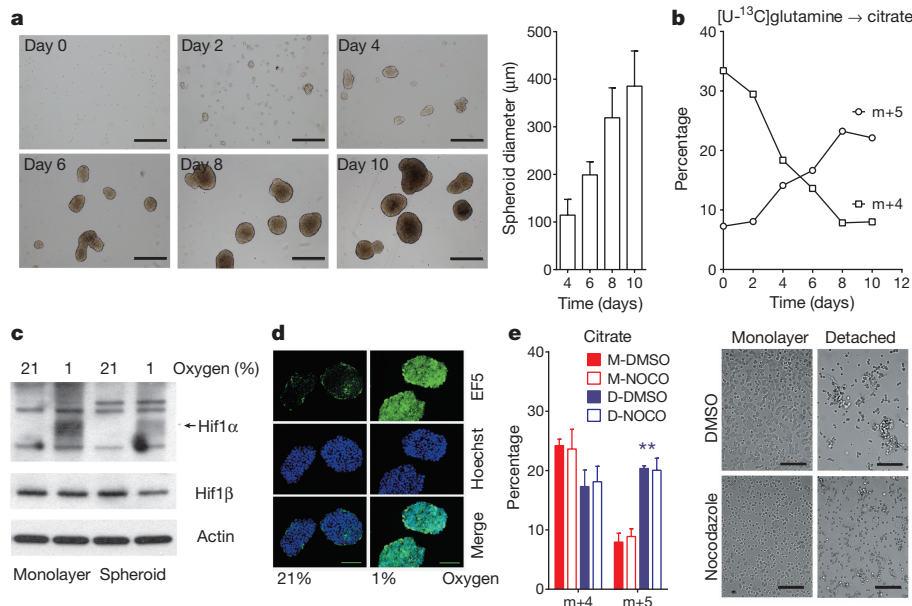 a
Day 0
Day 2
Day 4
Day 6
Day 8
Day 10
Spheroid diameter (μm)
500
400
300
200
100
0
4 6 8 10
Time (days)
b
[U-¹³C]glutamine → citrate
Percentage
40
30
20
10
0
m+5
m+4
0 2 4 6 8 10 12
Time (days)
c
21 1 21 1 Oxygen (%)
Hif1α
Hif1β
Actin
Monolayer Spheroid
d
EF5
Hoechst
Merge
21% 1% Oxygen
e
Citrate
M-DMSO
M-NOCO
D-DMSO
D-NOCO
Percentage
40
30
20
10
0
**
m+4 m+5
Monolayer Detached
DMSO
Nocodazole